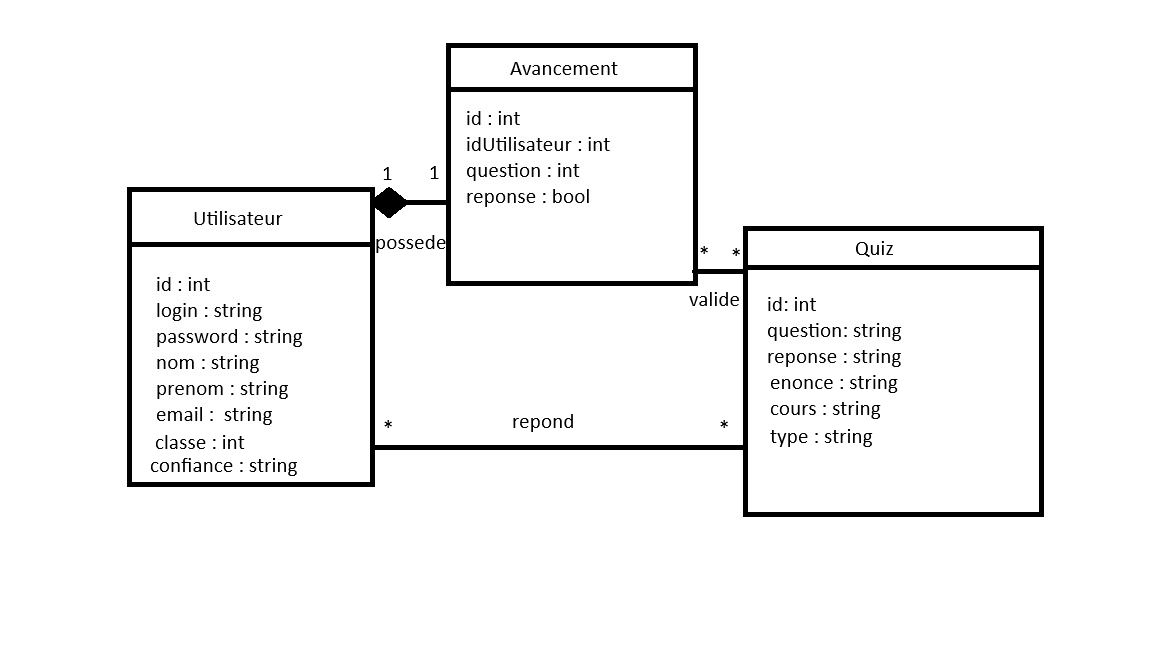 Avancement
id : int
idUtilisateur : int
question : int
reponse : bool
1 1
possede
Utilisateur
id : int
login : string
password : string
nom : string
prenom : string
email :  string
classe : int
confiance : string
* *
valide
Quiz
id: int
question: string
reponse : string
enonce : string
cours : string
type : string
repond
* *